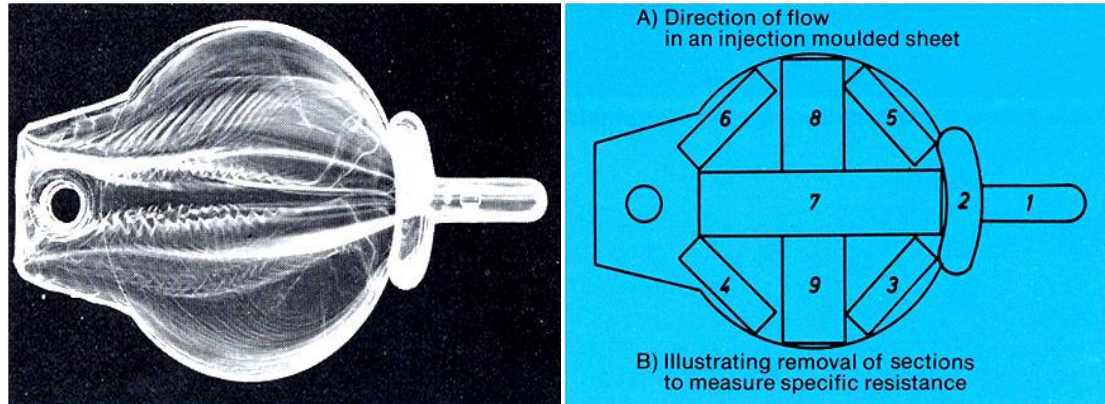 A) Direction of flow
in an injection moulded sheet
6
8
5
7
2
1
4
9
3
B) Illustrating removal of sections
to measure specific resistance